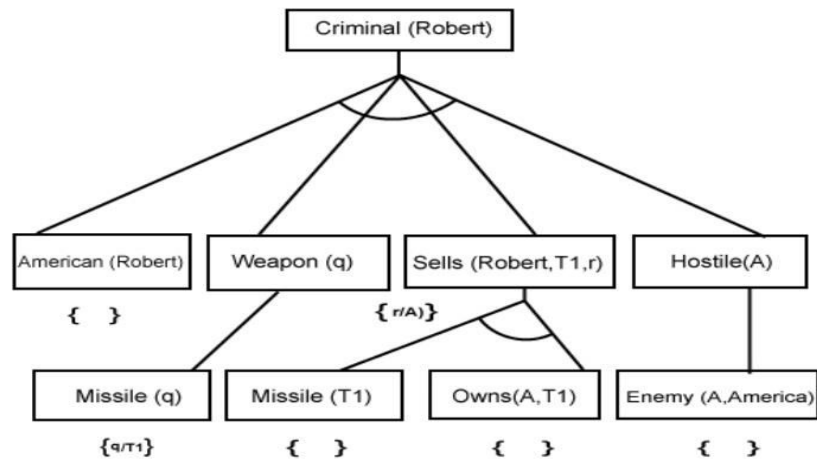 Criminal (Robert)
American (Robert)
Weapon (q)
Sells (Robert,T1,r)
Hostile(A)
{ }
{ r/A)}
Missile (q)
Missile (T1)
Owns(A,T1)
Enemy (A,America)
{q/T1}
{ }
{ }
{ }